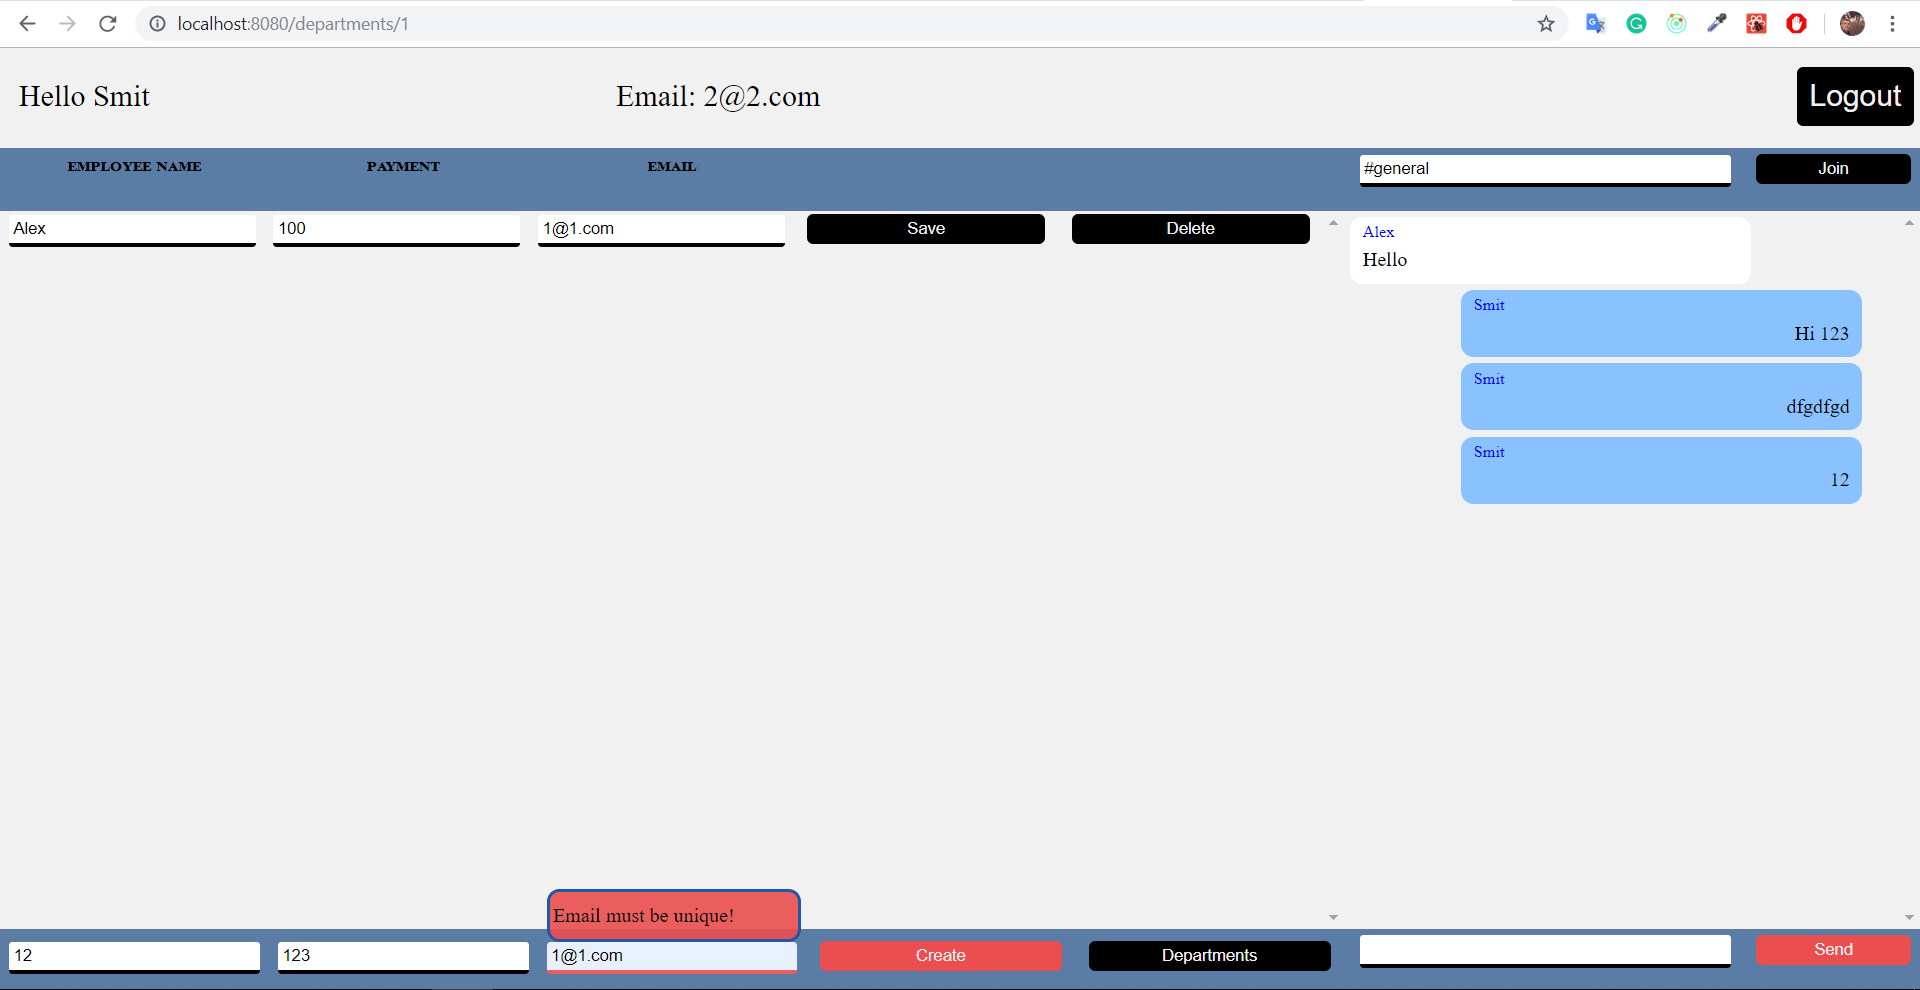 localhost:8080/departments/1
Hello Smit
Email: 2@2.com
Logout
EMPLOYEE NAME
PAYMENT
EMAIL
#general
Join
Alex
100
1@1.com
Save
Delete
Alex
Hello
Smit
Hi 123
Smit
dfgdfgd
Smit
12
Email must be unique!
12
123
1@1.com
Create
Departments
Send